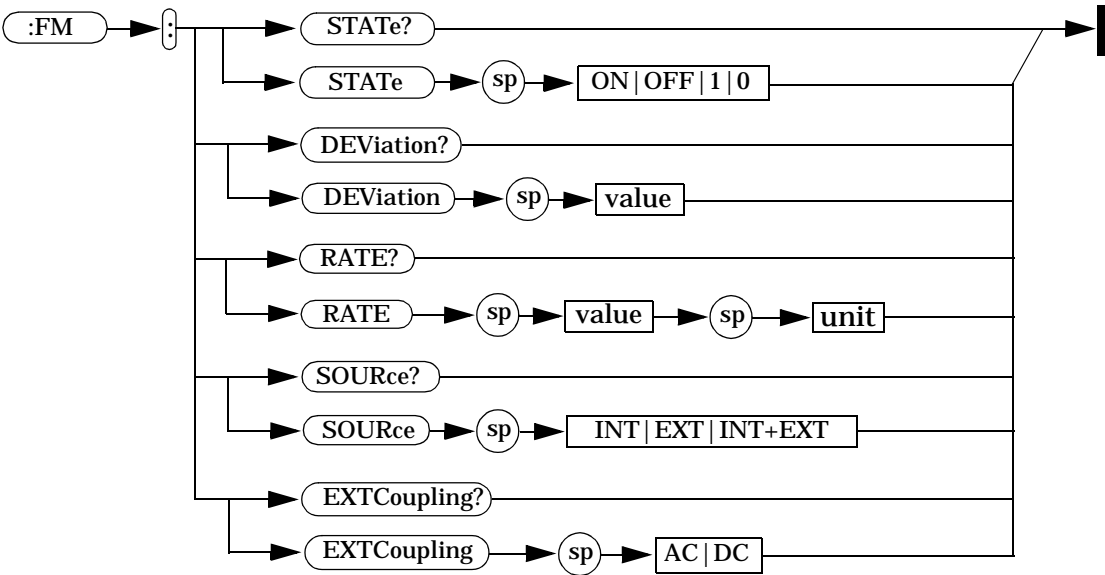 :FM : STATe?
STATe sp ON|OFF|1|0
DEViation?
DEViation sp value
RATE?
RATE sp value sp unit
SOURce?
SOURce sp INT|EXT|INT+EXT
EXTCoupling?
EXTCoupling sp AC|DC